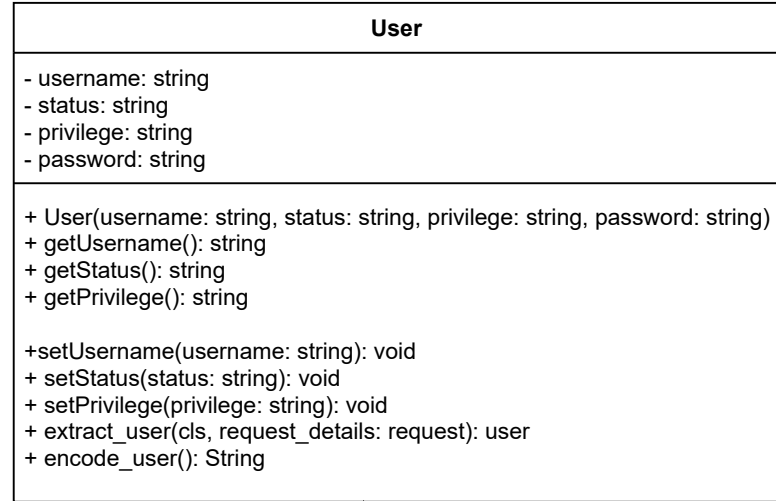 User
- username: string
- status: string
- privilege: string
- password: string
+ User(username: string, status: string, privilege: string, password: string)
+ getUsername(): string
+ getStatus(): string
+ getPrivilege(): string
+setUsername(username: string): void
+ setStatus(status: string): void
+ setPrivilege(privilege: string): void
+ extract_user(cls, request_details: request): user
+ encode_user(): String